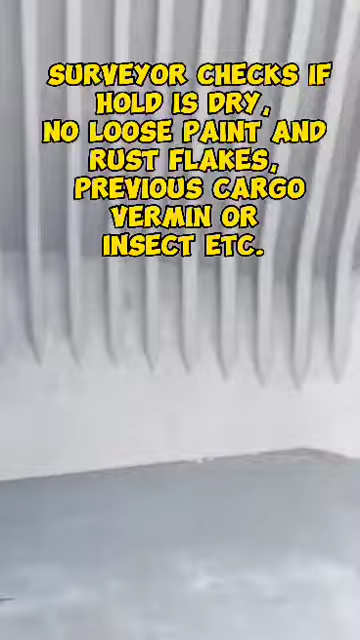 SURVEYOR CHECKS IF
HOLD IS DRY,
NO LOOSE PAINT AND
RUST FLAKES,
PREVIOUS CARGO
VERMIN OR
INSECT ETC.